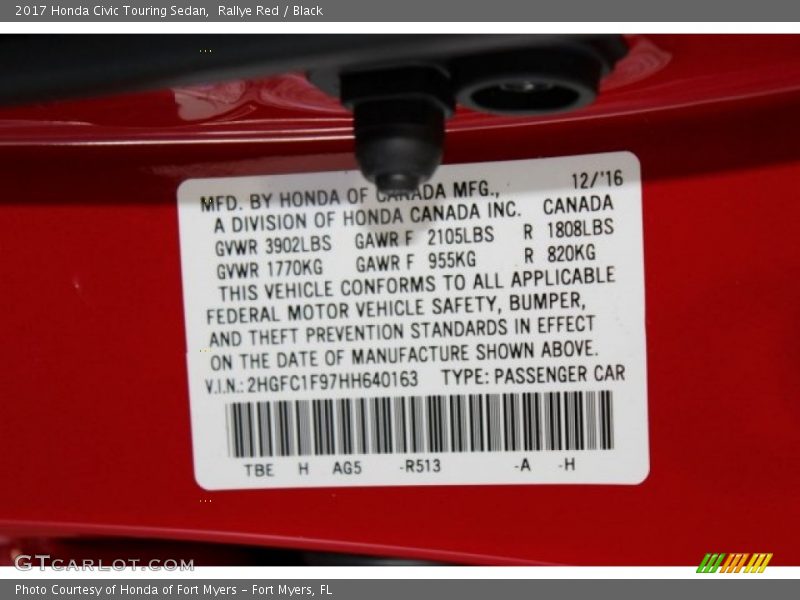 2017 Honda Civic Touring Sedan, Rallye Red / Black
MFD. BY HONDA OF CANADA MFG., 12/'16
A DIVISION OF HONDA CANADA INC. CANADA
GVWR 3902LBS GAWR F 2105LBS R 1808LBS
GVWR 1770KG GAWR F 955KG R 820KG
THIS VEHICLE CONFORMS TO ALL APPLICABLE
FEDERAL MOTOR VEHICLE SAFETY, BUMPER,
AND THEFT PREVENTION STANDARDS IN EFFECT
ON THE DATE OF MANUFACTURE SHOWN ABOVE.
V.I.N.: 2HGFC1F97HH640163 TYPE: PASSENGER CAR
TBE H AG5 -R513 -A -H
GTCARLOT.COM
Photo Courtesy of Honda of Fort Myers – Fort Myers, FL